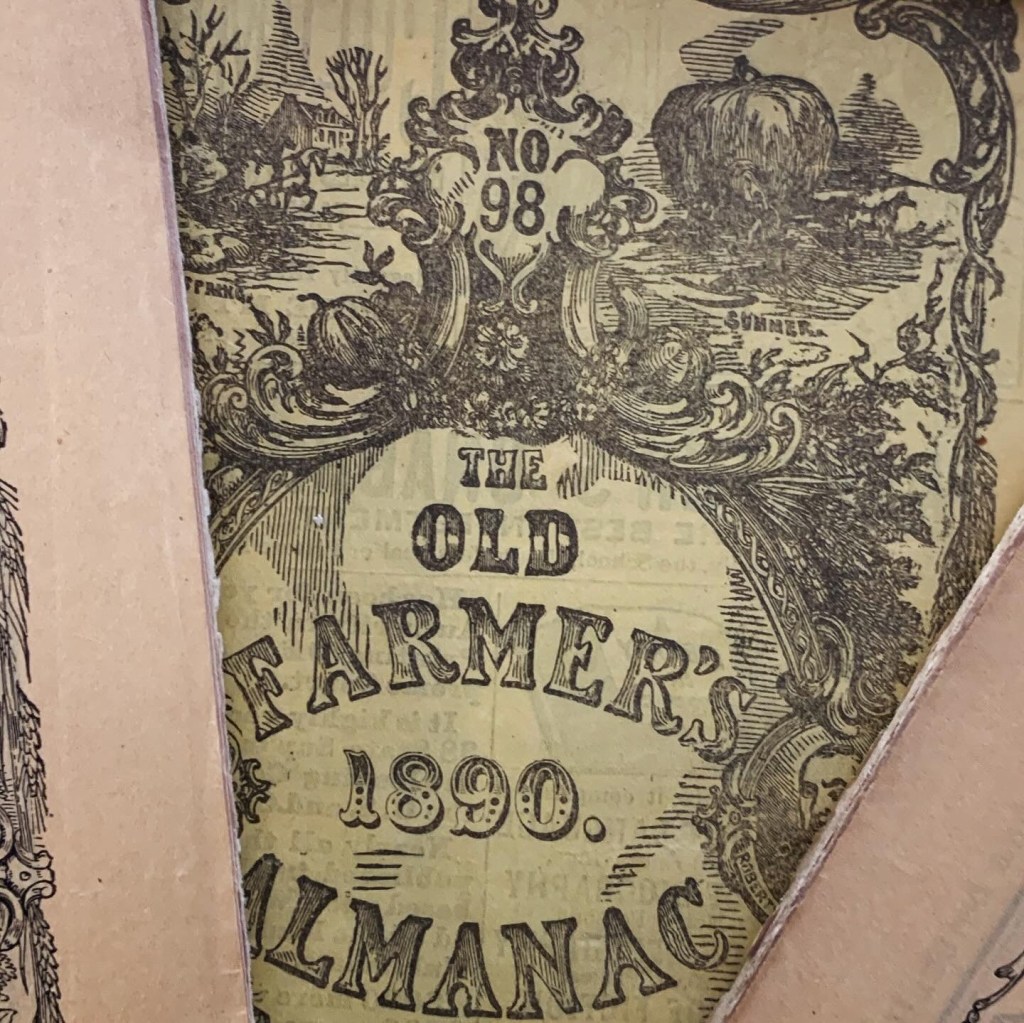 NO
98
SPRING.
SUMMER.
THE
OLD
FARMER'S
1890.
ALMANAC
ROBERT